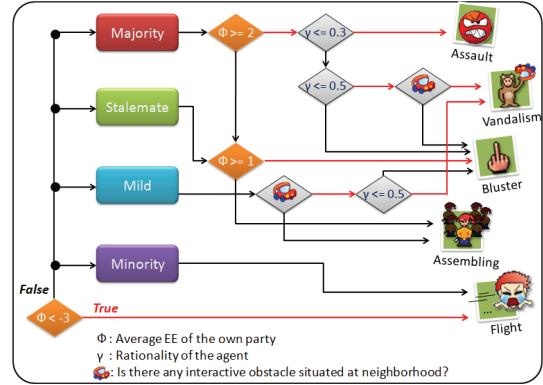 Majority
Φ >= 2
γ <= 0.3
Assault
Stalemate
γ <= 0.5
Vandalism
Φ >= 1
Bluster
Mild
γ <= 0.5
Assembling
Minority
False
True
Φ < -3
Flight
Φ : Average EE of the own party
γ : Rationality of the agent
: Is there any interactive obstacle situated at neighborhood?